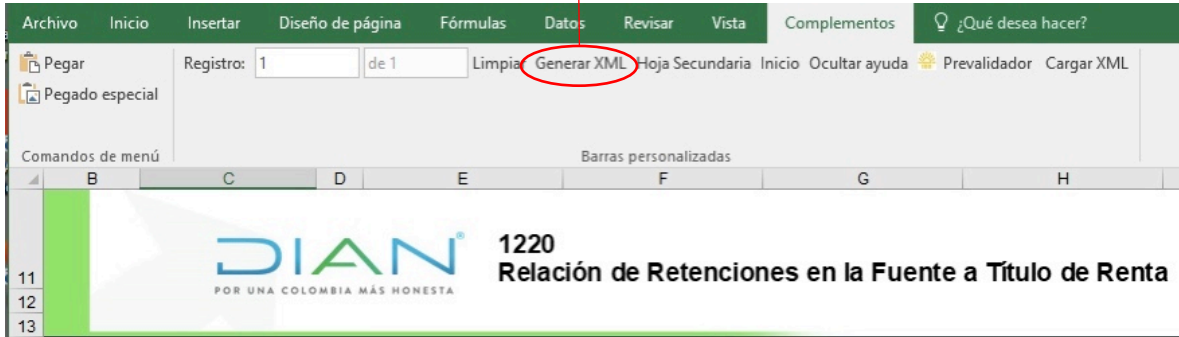 Archivo Inicio Insertar Diseño de página Fórmulas Datos Revisar Vista Complementos ¿Qué desea hacer?
Pegar Registro: 1 de 1 Limpiar Generar XML Hoja Secundaria Inicio Ocultar ayuda Prevalidador Cargar XML
Pegado especial
Comandos de menú Barras personalizadas
B C D E F G H
DIAN®
POR UNA COLOMBIA MÁS HONESTA
1220
Relación de Retenciones en la Fuente a Título de Renta
11
12
13